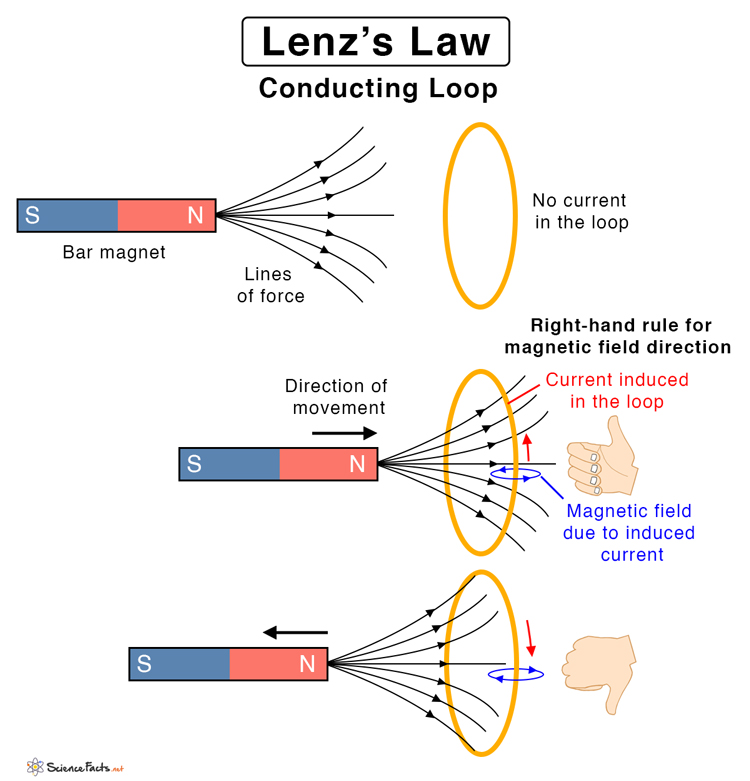 Lenz's Law
Conducting Loop
S
N
Bar magnet
Lines
of force
No current
in the loop
Right-hand rule for
magnetic field direction
Direction of
movement
Current induced
in the loop
S
N
Magnetic field
due to induced
current
S
N
ScienceFacts.net